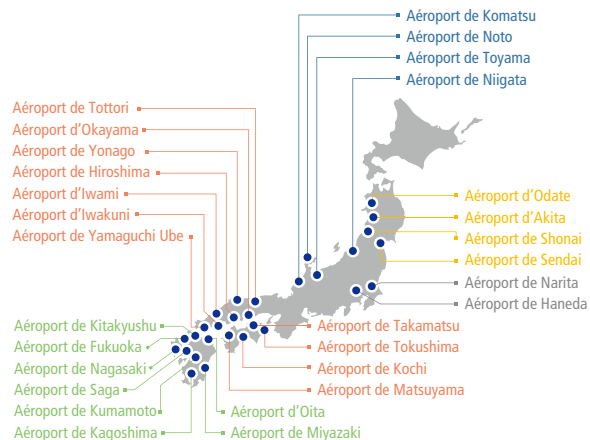 Aéroport de Komatsu
Aéroport de Noto
Aéroport de Toyama
Aéroport de Niigata
Aéroport de Tottori
Aéroport d'Okayama
Aéroport de Yonago
Aéroport de Hiroshima
Aéroport d'Iwami
Aéroport d'Iwakuni
Aéroport de Yamaguchi Ube
Aéroport d'Odate
Aéroport d'Akita
Aéroport de Shonai
Aéroport de Sendai
Aéroport de Narita
Aéroport de Haneda
Aéroport de Kitakyushu
Aéroport de Fukuoka
Aéroport de Nagasaki
Aéroport de Saga
Aéroport de Kumamoto
Aéroport de Kagoshima
Aéroport de Takamatsu
Aéroport de Tokushima
Aéroport de Kochi
Aéroport de Matsuyama
Aéroport d'Oita
Aéroport de Miyazaki